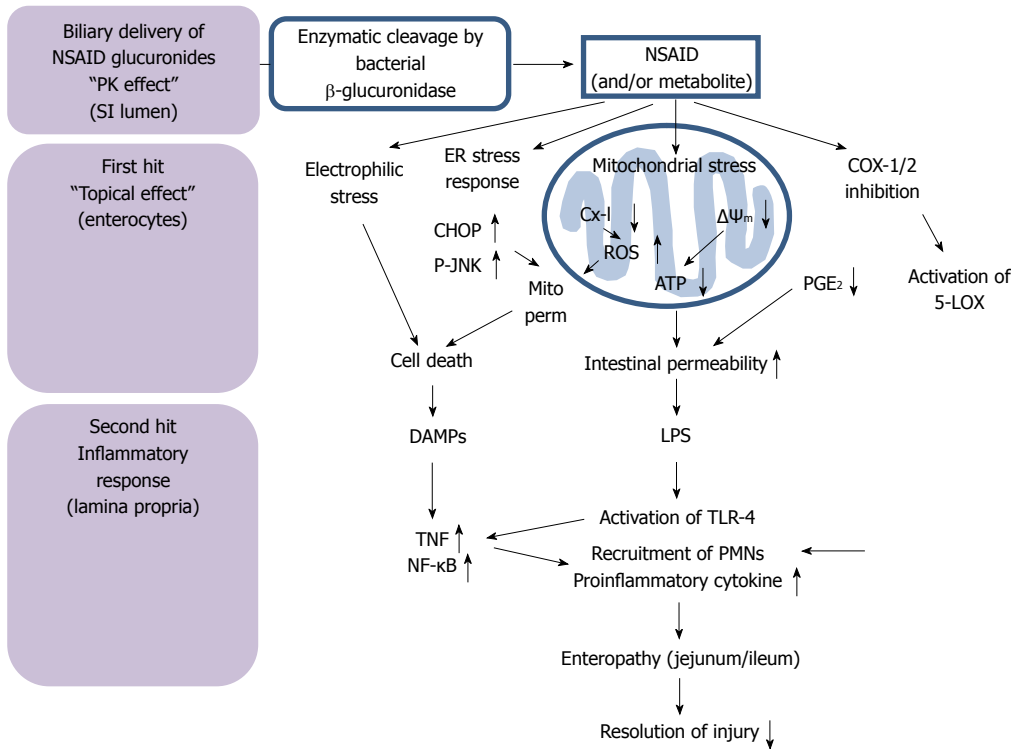 Biliary delivery of
NSAID glucuronides
“PK effect”
(SI lumen)
Enzymatic cleavage by
bacterial
β-glucuronidase
NSAID
(and/or metabolite)
First hit
“Topical effect”
(enterocytes)
Electrophilic
stress
ER stress
response
CHOP
P-JNK
Mito
perm
Mitochondrial stress
Cx-I
ROS
ΔΨm
ATP
COX-1/2
inhibition
PGE2
Activation of
5-LOX
Cell death
Intestinal permeability
Second hit
Inflammatory
response
(lamina propria)
DAMPs
LPS
TNF
NF-κB
Activation of TLR-4
Recruitment of PMNs
Proinflammatory cytokine
Enteropathy (jejunum/ileum)
Resolution of injury